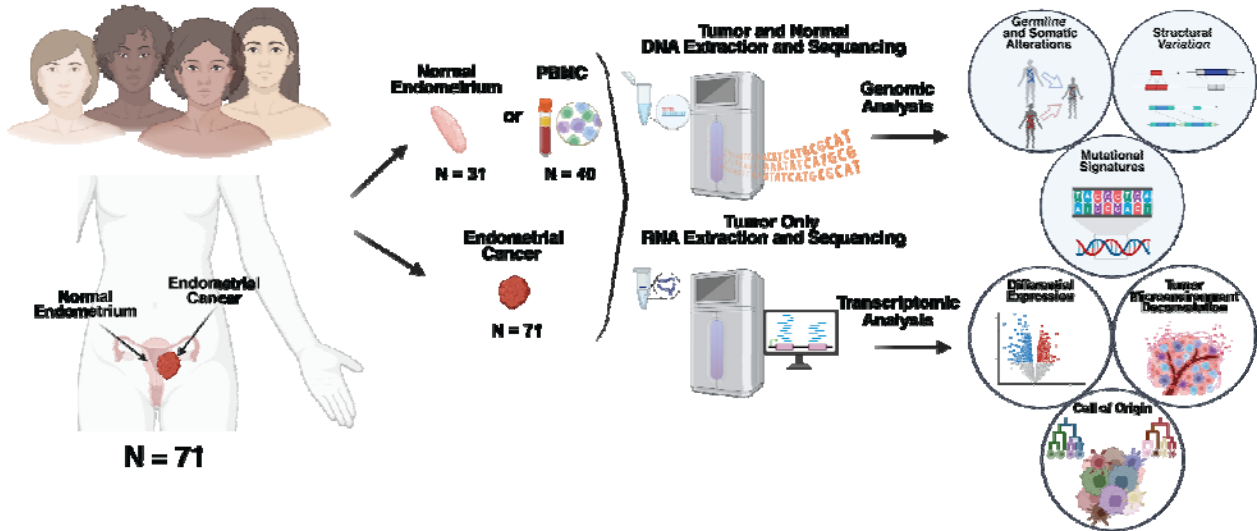 Normal
Endometrium
or
PBMC
N = 31
N = 40
Endometrial
Cancer
N = 71
Normal
Endometrium
Endometrial
Cancer
N = 71
Tumor and Normal
DNA Extraction and Sequencing
CATGCGCAT
Genomic
Analysis
Tumor Only
RNA Extraction and Sequencing
Transcriptomic
Analysis
Germline
and Somatic
Alterations
Structural
Variation
Mutational
Signatures
Differential
Expression
Tumor
Microenvironment
Deconvolution
Cell of Origin